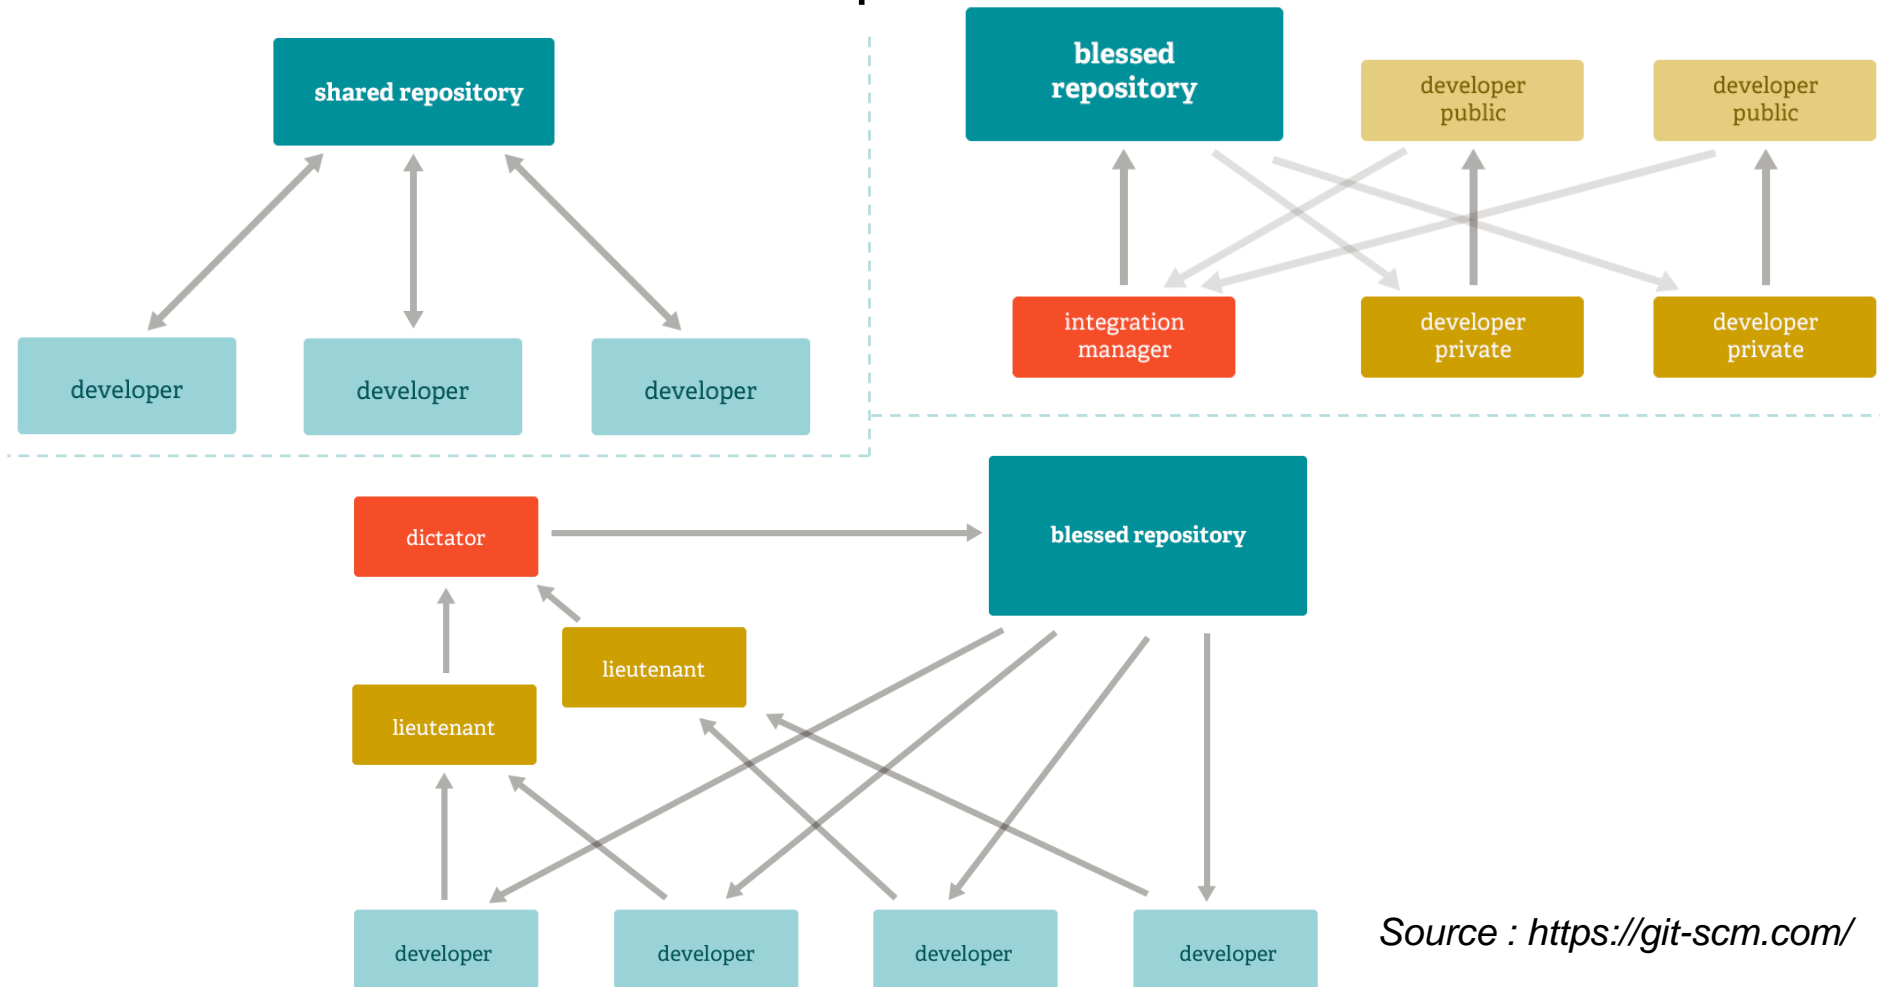 shared repository
developer
developer
developer
blessed
repository
developer
public
developer
public
integration
manager
developer
private
developer
private
dictator
blessed repository
lieutenant
lieutenant
developer
developer
developer
developer
Source : https://git-scm.com/